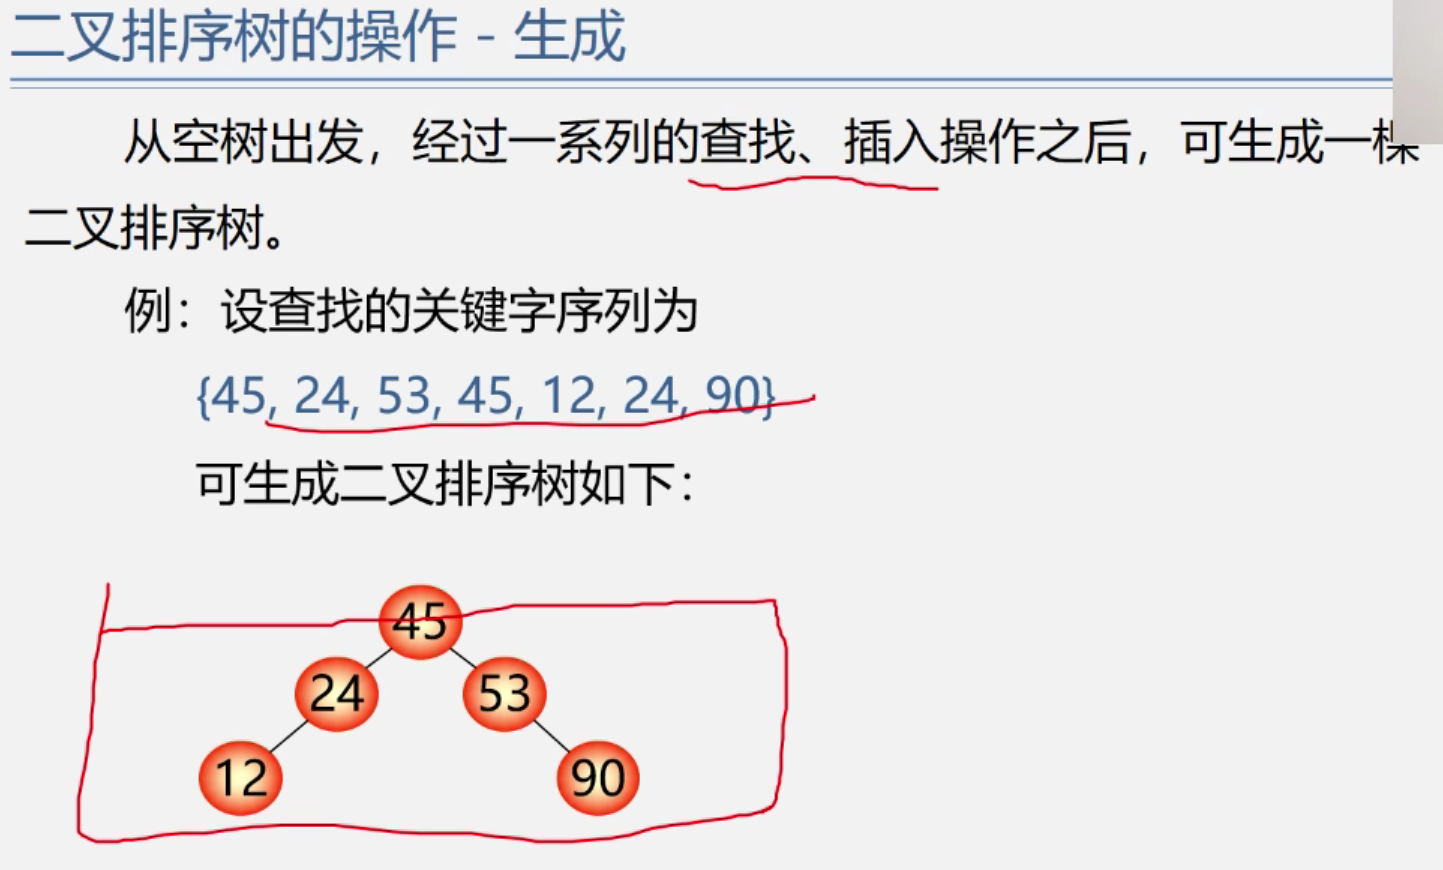 二叉排序树的操作 - 生成
从空树出发，经过一系列的查找、插入操作之后，可生成一棵
二叉排序树。
例：设查找的关键字序列为
{45, 24, 53, 45, 12, 24, 90}
可生成二叉排序树如下：
45
24 53
12 90